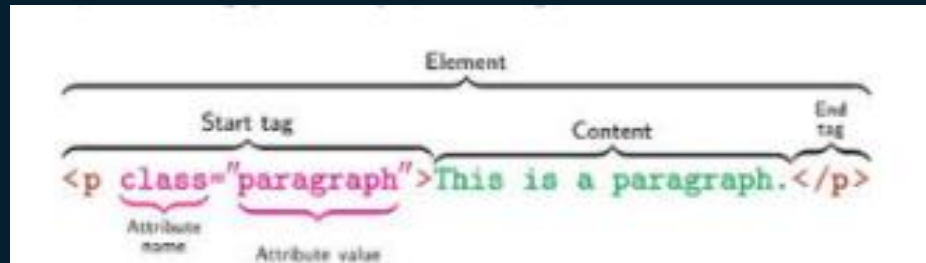 Element
Start tag
Content
End
tag
<p class="paragraph">This is a paragraph.</p>
Attribute
name
Attribute value